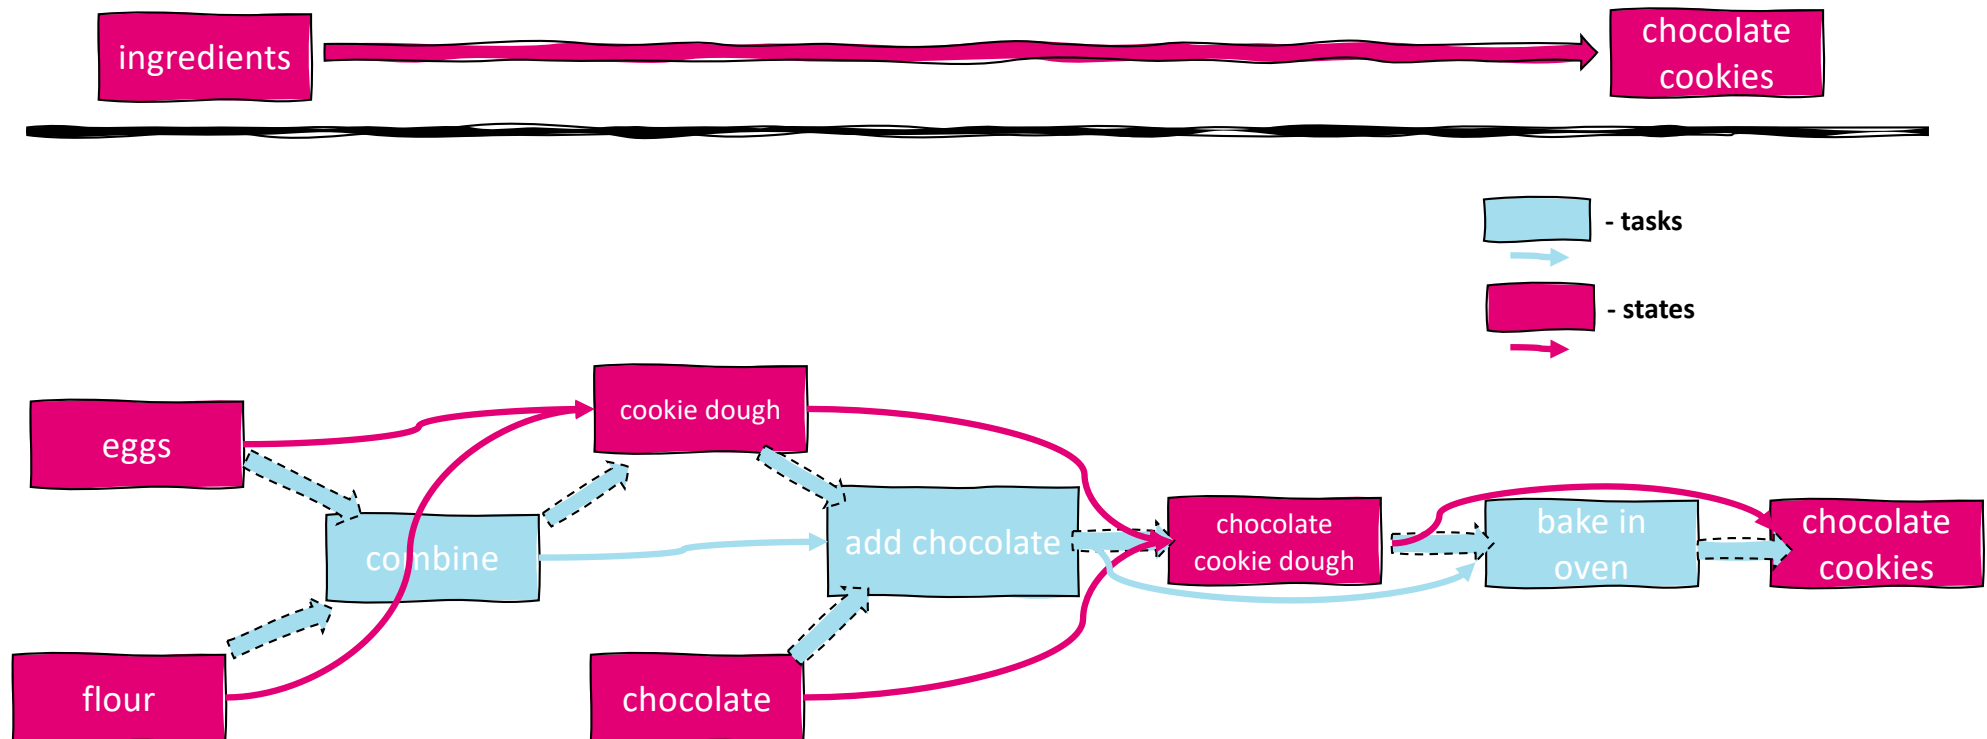 ingredients
chocolate
cookies
- tasks
- states
cookie dough
eggs
combine
add chocolate
chocolate
cookie dough
bake in
oven
chocolate
cookies
flour
chocolate